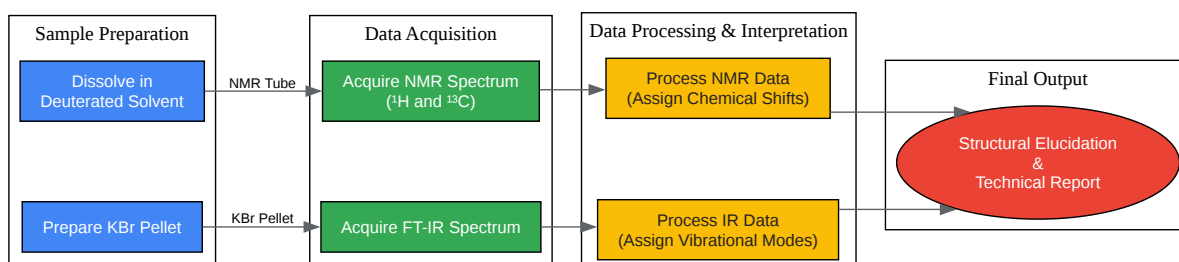 Sample Preparation
Dissolve in
Deuterated Solvent
NMR Tube
Prepare KBr Pellet
KBr Pellet
Data Acquisition
Acquire NMR Spectrum
(¹H and ¹³C)
Acquire FT-IR Spectrum
Data Processing & Interpretation
Process NMR Data
(Assign Chemical Shifts)
Process IR Data
(Assign Vibrational Modes)
Final Output
Structural Elucidation
&
Technical Report